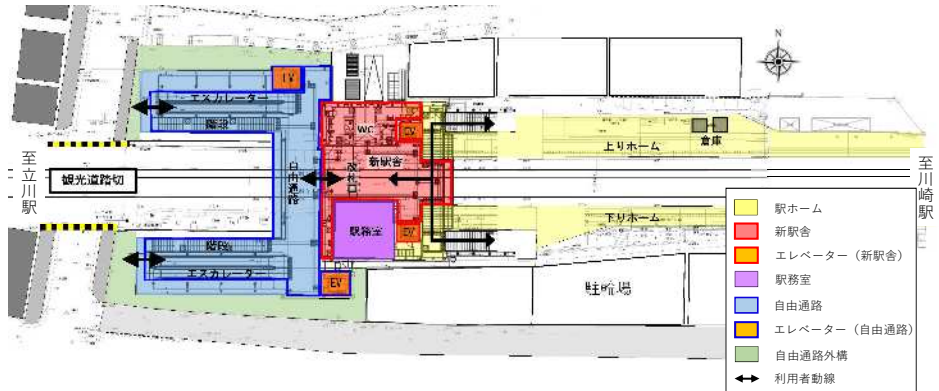 N
EV
エスカレーター
階段
WC
EV
倉庫
上りホーム
新駅舎
自由通路
改札口
至立川駅
観光道踏切
至川崎駅
下りホーム
駅務室
EV
階段
エスカレーター
EV
駐輪場
駅ホーム
新駅舎
エレベーター（新駅舎）
駅務室
自由通路
エレベーター（自由通路）
自由通路外構
利用者動線